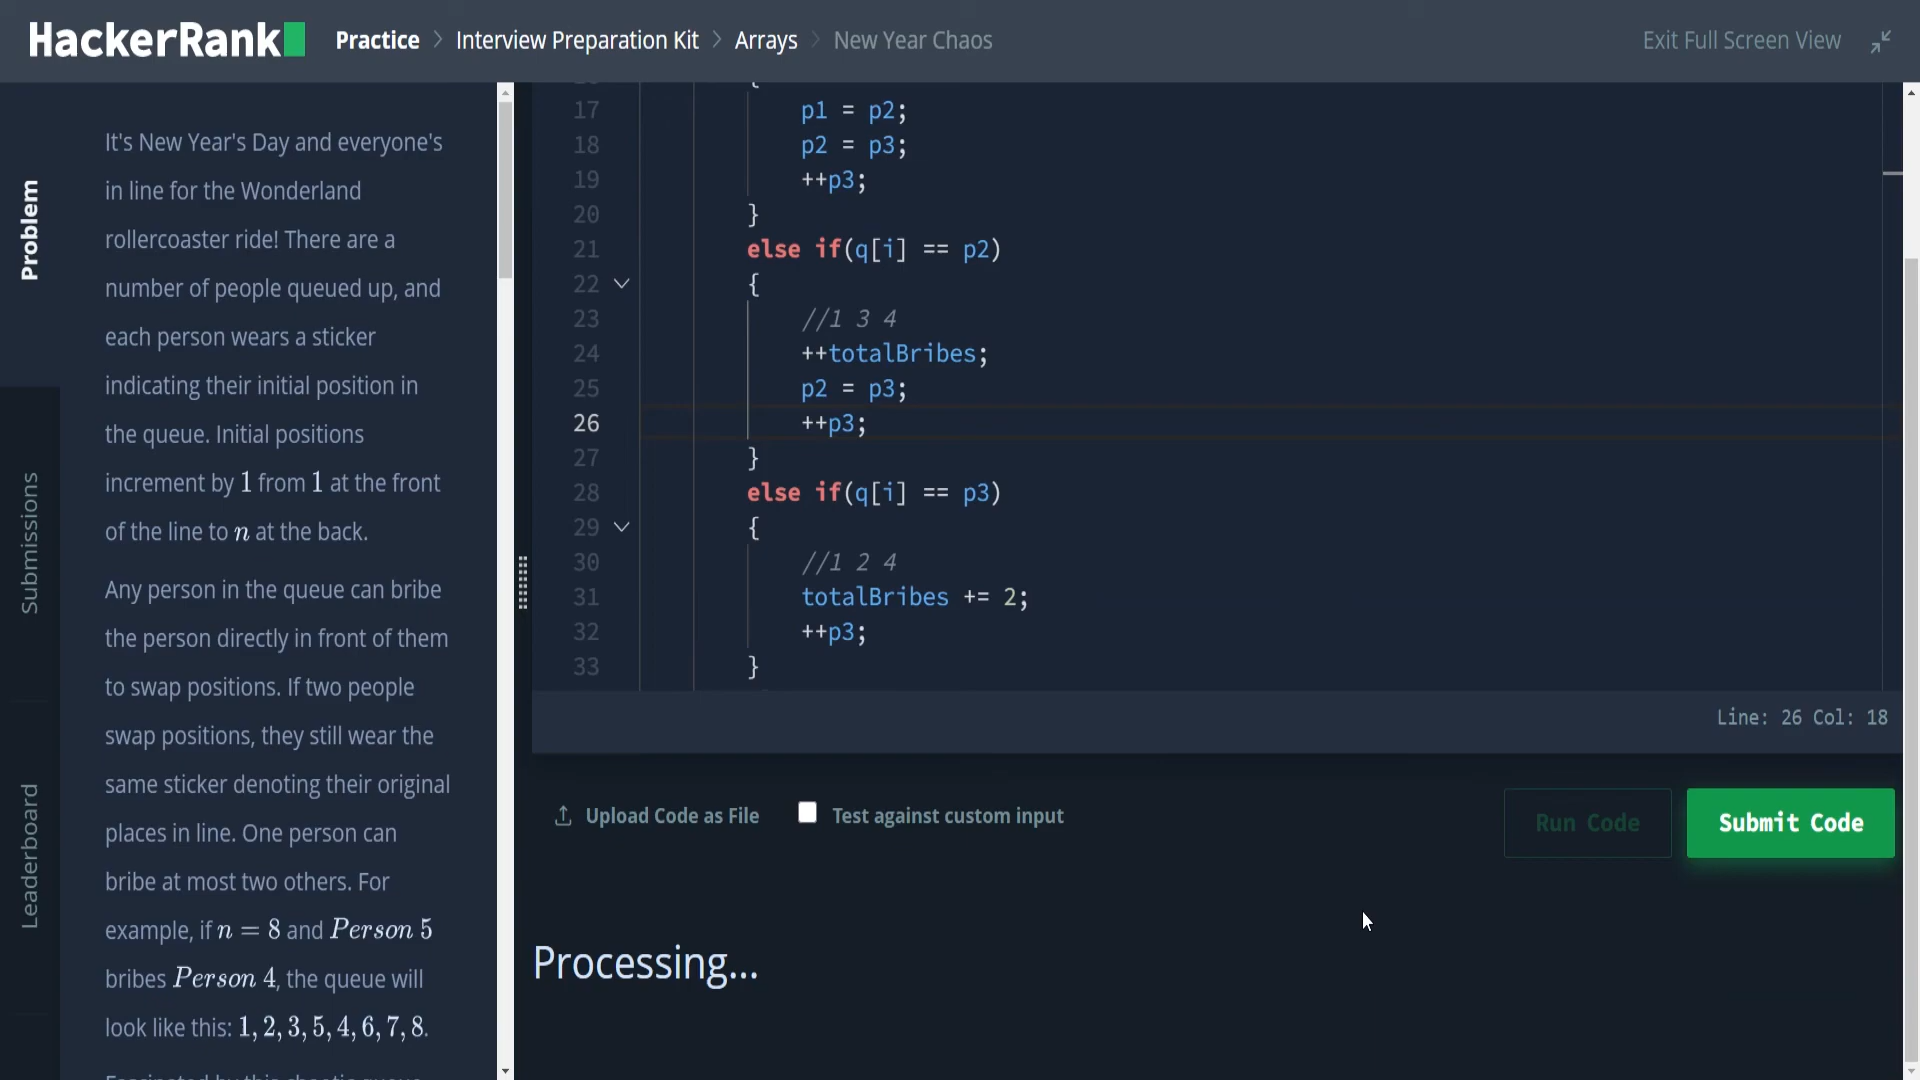 HackerRank
Practice > Interview Preparation Kit > Arrays > New Year Chaos
Exit Full Screen View
Problem
Submissions
Leaderboard
It's New Year's Day and everyone's
in line for the Wonderland
rollercoaster ride! There are a
number of people queued up, and
each person wears a sticker
indicating their initial position in
the queue. Initial positions
increment by 1 from 1 at the front
of the line to n at the back.
Any person in the queue can bribe
the person directly in front of them
to swap positions. If two people
swap positions, they still wear the
same sticker denoting their original
places in line. One person can
bribe at most two others. For
example, if n = 8 and Person 5
bribes Person 4, the queue will
look like this: 1, 2, 3, 5, 4, 6, 7, 8.
{
17 p1 = p2;
18 p2 = p3;
19 ++p3;
20 }
21 else if(q[i] == p2)
22 {
23 //1 3 4
24 ++totalBribes;
25 p2 = p3;
26 ++p3;
27 }
28 else if(q[i] == p3)
29 {
30 //1 2 4
31 totalBribes += 2;
32 ++p3;
33 }
Line: 26 Col: 18
Upload Code as File
Test against custom input
Run Code
Submit Code
Processing...